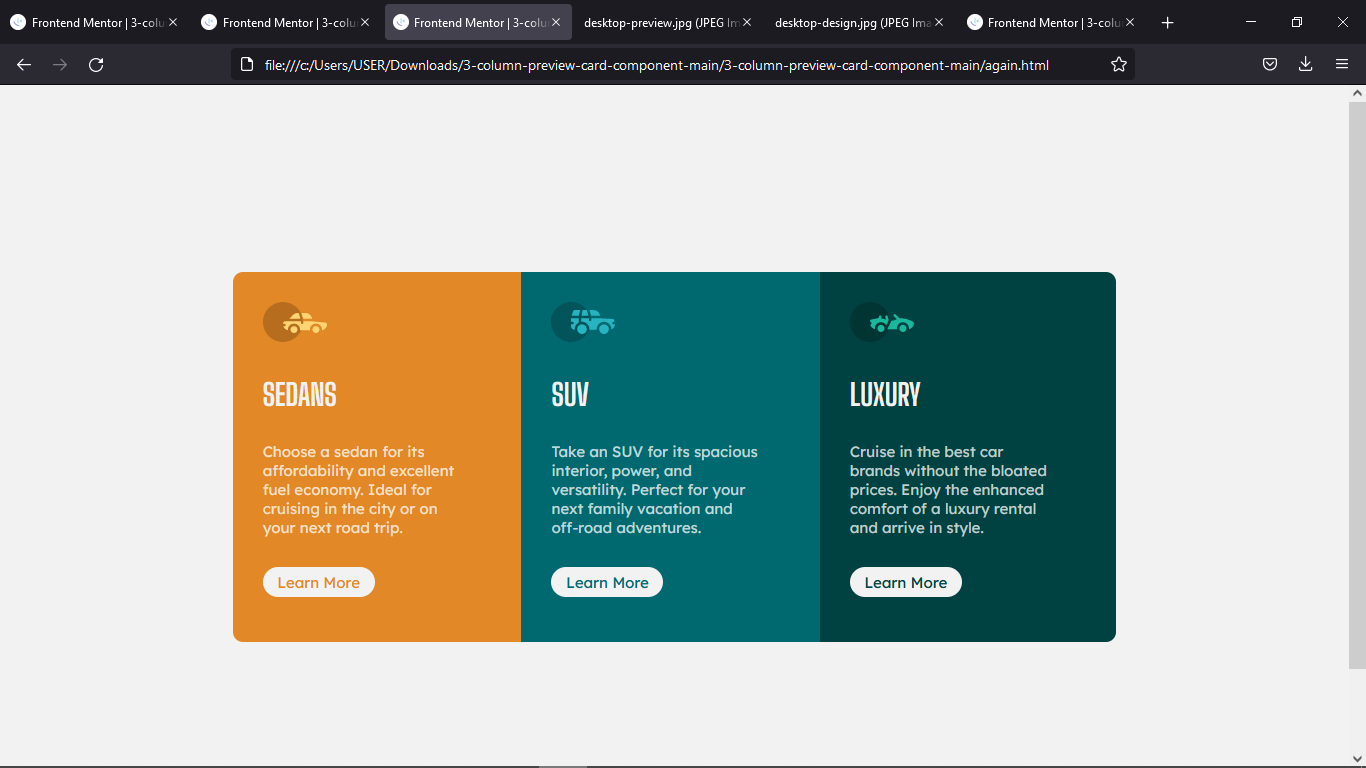 Frontend Mentor | 3-colu
Frontend Mentor | 3-colu
Frontend Mentor | 3-colu
desktop-preview.jpg (JPEG Im
desktop-design.jpg (JPEG Ima
Frontend Mentor | 3-colu
file:///c:/Users/USER/Downloads/3-column-preview-card-component-main/3-column-preview-card-component-main/again.html
SEDANS
Choose a sedan for its
affordability and excellent
fuel economy. Ideal for
cruising in the city or on
your next road trip.
Learn More
SUV
Take an SUV for its spacious
interior, power, and
versatility. Perfect for your
next family vacation and
off-road adventures.
Learn More
LUXURY
Cruise in the best car
brands without the bloated
prices. Enjoy the enhanced
comfort of a luxury rental
and arrive in style.
Learn More